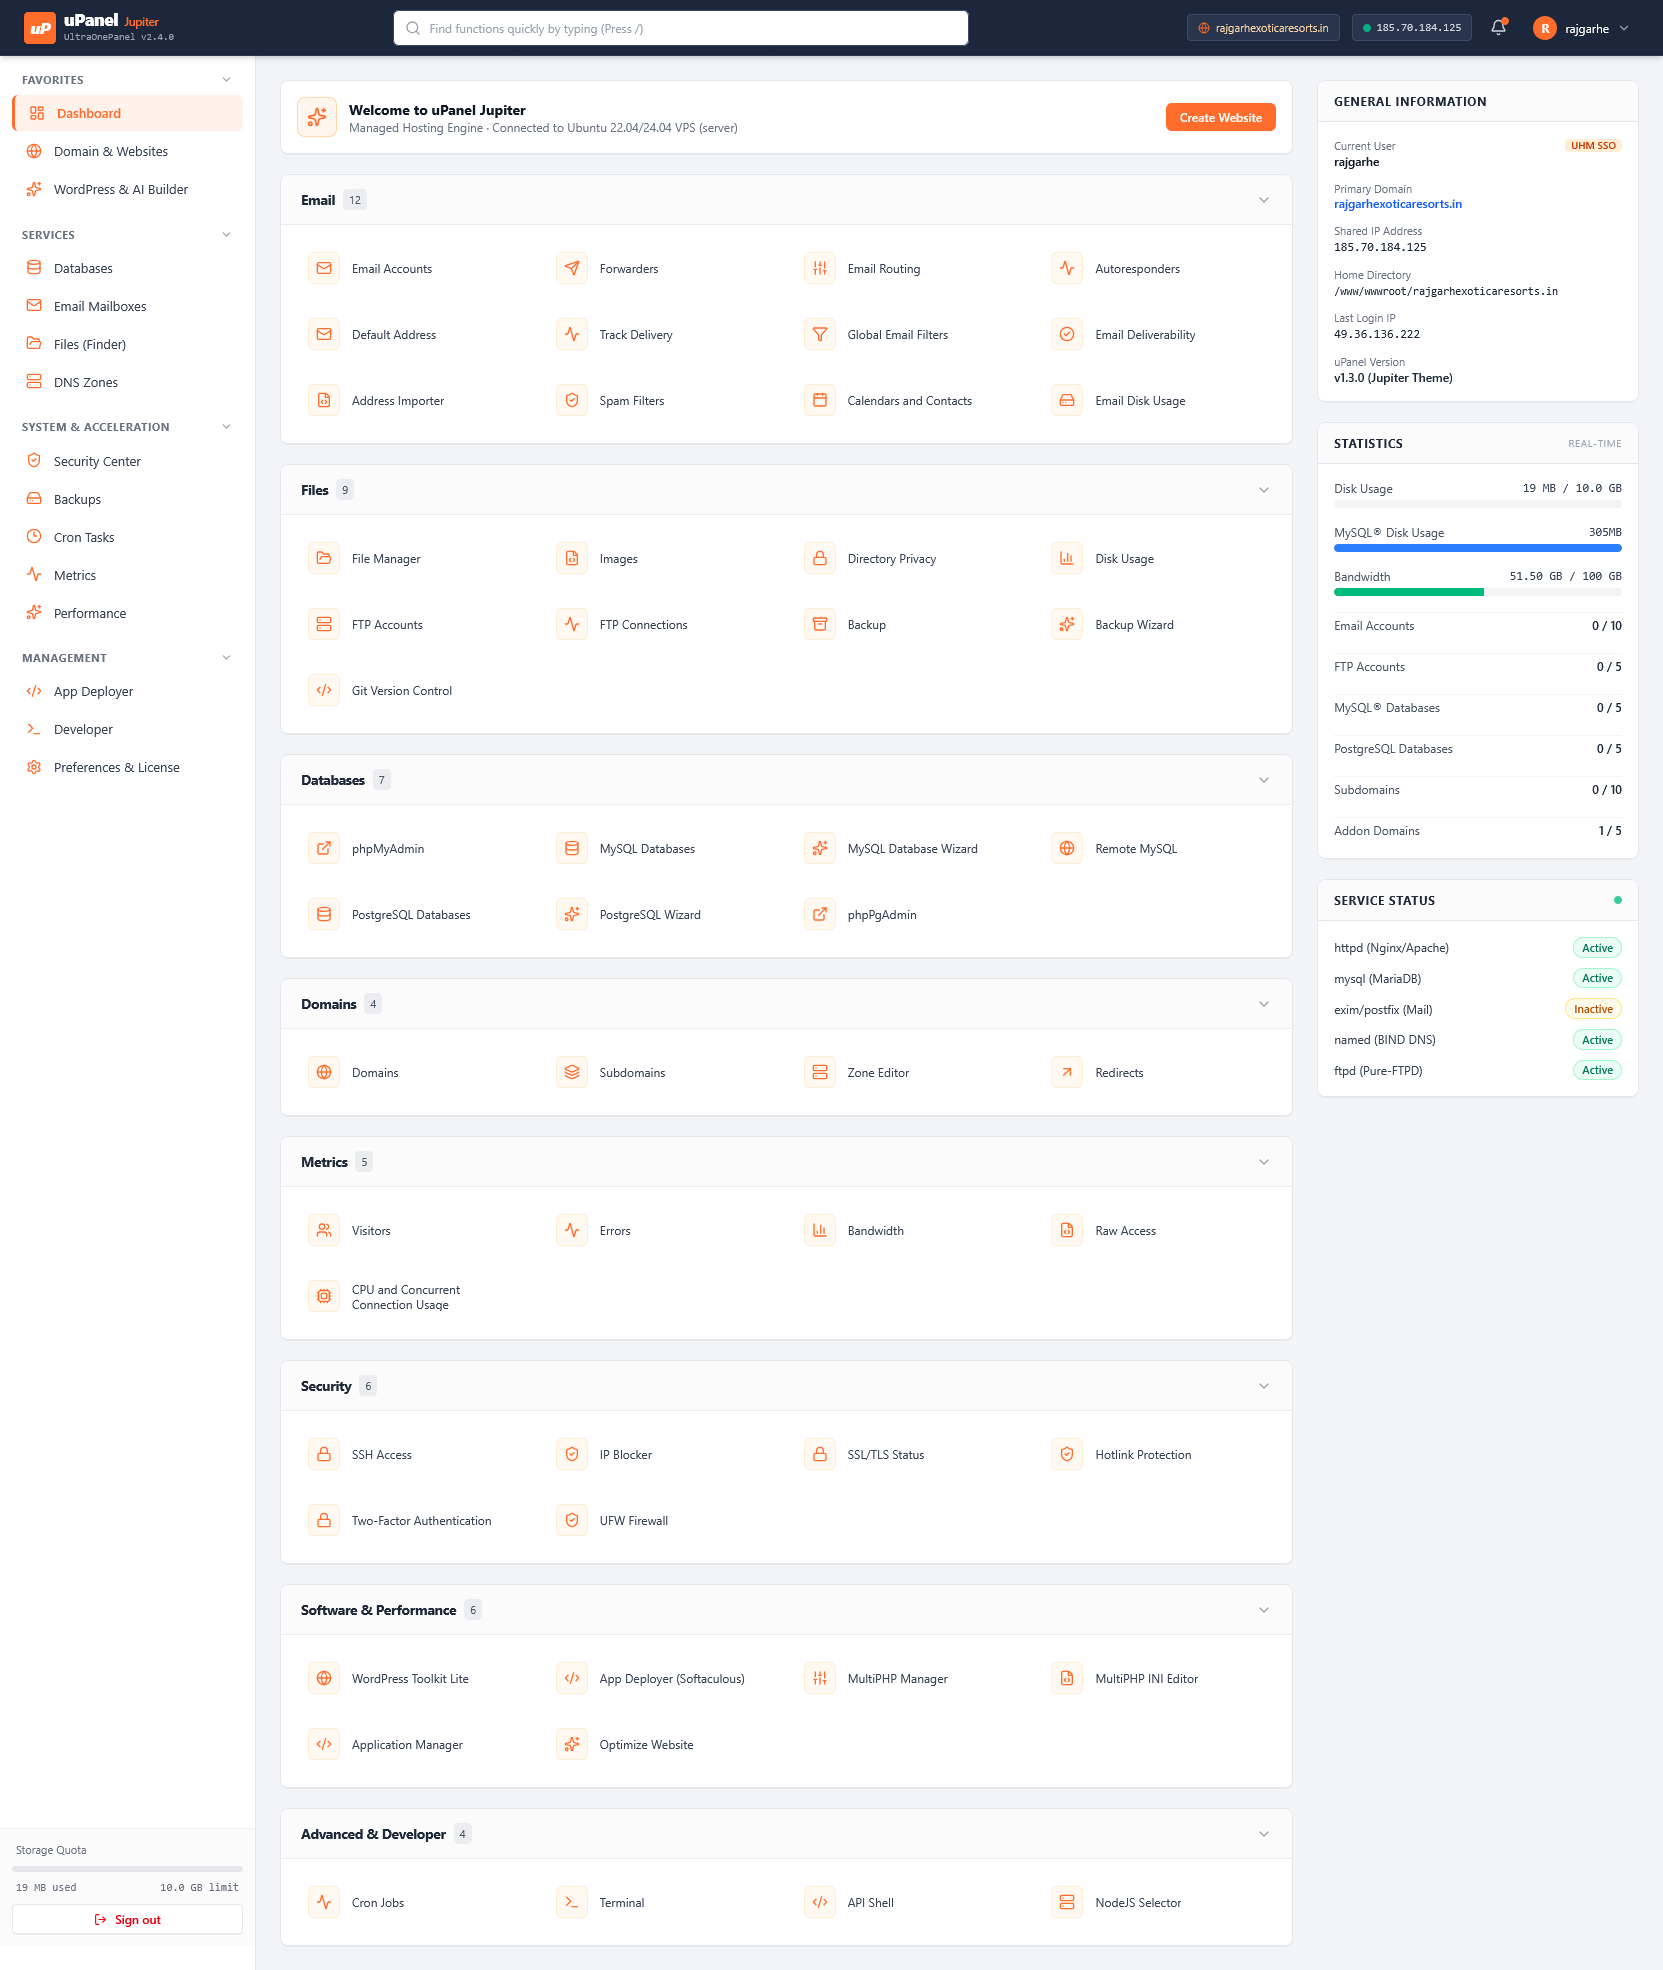 uP
uPanel Jupiter
UltraOnePanel v2.4.0
Find functions quickly by typing (Press /)
rajgarhexoticaresorts.in
185.70.184.125
R
rajgarhe
FAVORITES
Dashboard
Domain & Websites
WordPress & AI Builder
SERVICES
Databases
Email Mailboxes
Files (Finder)
DNS Zones
SYSTEM & ACCELERATION
Security Center
Backups
Cron Tasks
Metrics
Performance
MANAGEMENT
App Deployer
Developer
Preferences & License
Storage Quota
19 MB used 10.0 GB limit
Sign out
Welcome to uPanel Jupiter
Managed Hosting Engine · Connected to Ubuntu 22.04/24.04 VPS (server)
Create Website
Email 12
Email Accounts Forwarders Email Routing Autoresponders
Default Address Track Delivery Global Email Filters Email Deliverability
Address Importer Spam Filters Calendars and Contacts Email Disk Usage
Files 9
File Manager Images Directory Privacy Disk Usage
FTP Accounts FTP Connections Backup Backup Wizard
Git Version Control
Databases 7
phpMyAdmin MySQL Databases MySQL Database Wizard Remote MySQL
PostgreSQL Databases PostgreSQL Wizard phpPgAdmin
Domains 4
Domains Subdomains Zone Editor Redirects
Metrics 5
Visitors Errors Bandwidth Raw Access
CPU and Concurrent
Connection Usage
Security 6
SSH Access IP Blocker SSL/TLS Status Hotlink Protection
Two-Factor Authentication UFW Firewall
Software & Performance 6
WordPress Toolkit Lite App Deployer (Softaculous) MultiPHP Manager MultiPHP INI Editor
Application Manager Optimize Website
Advanced & Developer 4
Cron Jobs Terminal API Shell NodeJS Selector
GENERAL INFORMATION
Current User UHM SSO
rajgarhe
Primary Domain
rajgarhexoticaresorts.in
Shared IP Address
185.70.184.125
Home Directory
/www/wwwroot/rajgarhexoticaresorts.in
Last Login IP
49.36.136.222
uPanel Version
v1.3.0 (Jupiter Theme)
STATISTICS REAL-TIME
Disk Usage 19 MB / 10.0 GB
MySQL® Disk Usage 305MB
Bandwidth 51.50 GB / 100 GB
Email Accounts 0 / 10
FTP Accounts 0 / 5
MySQL® Databases 0 / 5
PostgreSQL Databases 0 / 5
Subdomains 0 / 10
Addon Domains 1 / 5
SERVICE STATUS
httpd (Nginx/Apache) Active
mysql (MariaDB) Active
exim/postfix (Mail) Inactive
named (BIND DNS) Active
ftpd (Pure-FTPD) Active